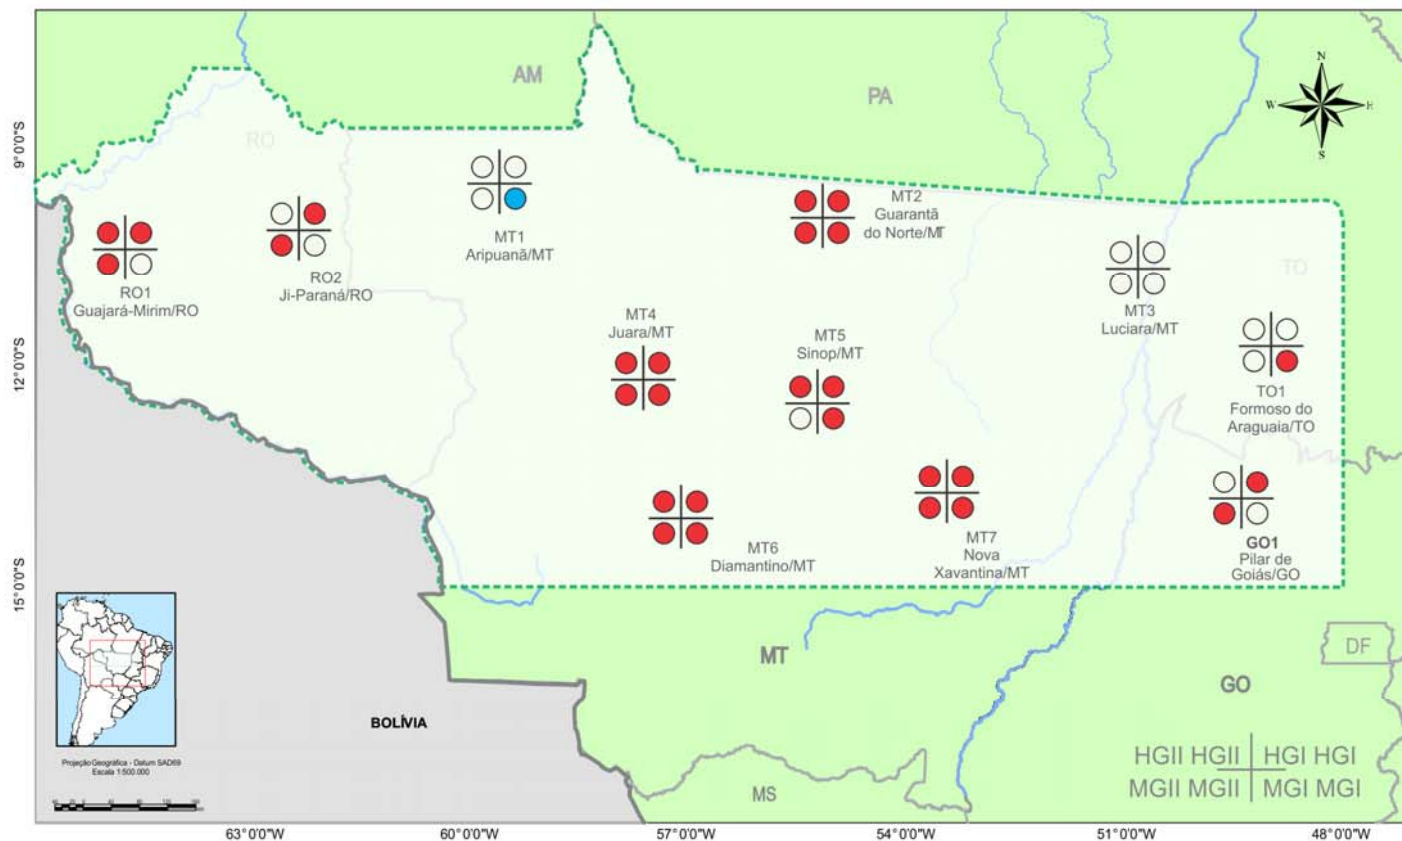 AM
PA
N
W
E
S
9°0'0"S
12°0'0"S
15°0'0"S
RO
TO
MT1
Aripuanã/MT
MT2
Guarantã
do Norte/MT
RO1
Guajará-Mirim/RO
RO2
Ji-Paraná/RO
MT3
Luciara/MT
MT4
Juara/MT
MT5
Sinop/MT
TO1
Formoso do
Araguaia/TO
MT6
Diamantino/MT
MT7
Nova
Xavantina/MT
GO1
Pilar de
Goiás/GO
MT
GO
DF
MS
BOLÍVIA
Projeção Geográfica - Datum SAD69
Escala 1:500.000
HGII HGII HGI HGI
MGII MGII MGI MGI
63°0'0"W 60°0'0"W 57°0'0"W 54°0'0"W 51°0'0"W 48°0'0"W